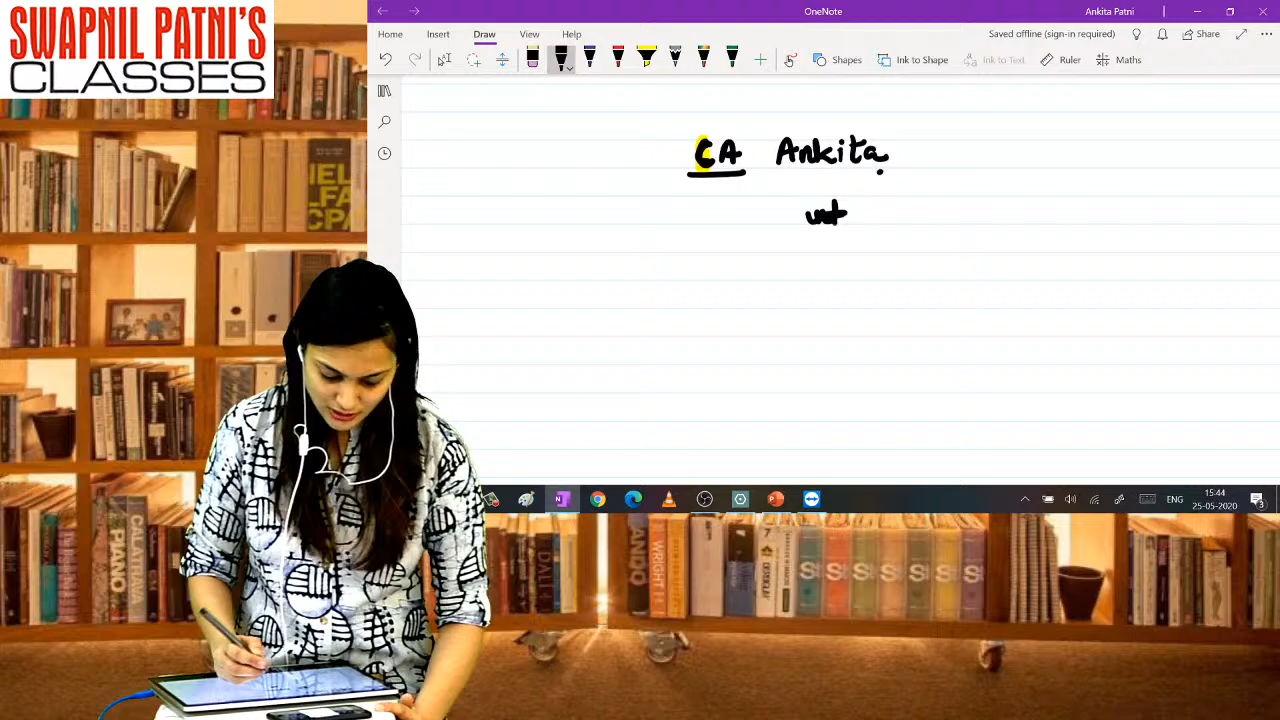 SWAPNIL PATNI'S
CLASSES
OneNote
Ankita Patni
Home Insert Draw View Help
Saved offline (sign-in required) Share
Shapes Ink to Shape Ink to Text Ruler Maths
CA Ankita
ENG
15:44
25-05-2020
3